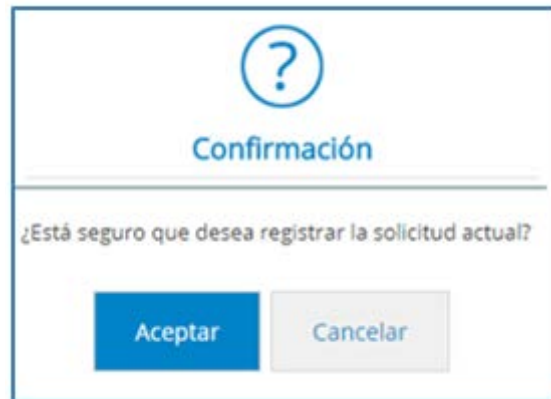 ?
Confirmación
¿Está seguro que desea registrar la solicitud actual?
Aceptar Cancelar